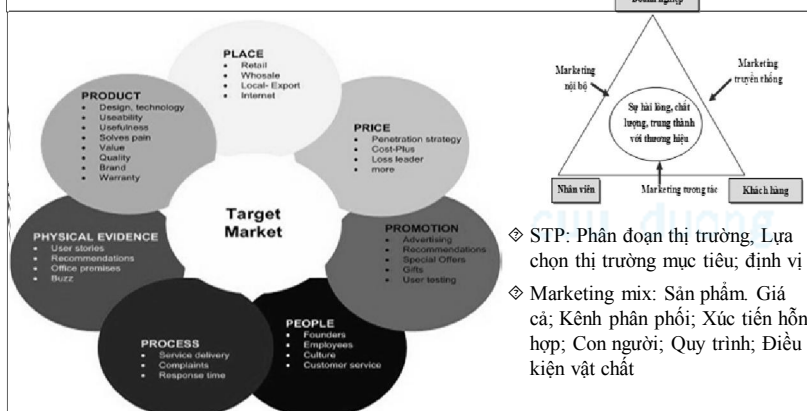 PLACE
• Retail
• Whosale
• Local- Export
• Internet
PRODUCT
• Design, technology
• Useability
• Usefulness
• Solves pain
• Value
• Quality
• Brand
• Warranty
PRICE
• Penetration strategy
• Cost-Plus
• Loss leader
• more
Target
Market
PHYSICAL EVIDENCE
• User stories
• Recommendations
• Office premises
• Buzz
PROMOTION
• Advertising
• Recommendations
• Special Offers
• Gifts
• User testing
PROCESS
• Service delivery
• Complaints
• Response time
PEOPLE
• Founders
• Employees
• Culture
• Customer service
Doanh nghiệp
Marketing
nội bộ
Marketing
truyền thống
Sự hài lòng, chất
lượng, trung thành
với thương hiệu
Nhân viên
Marketing tương tác
Khách hàng
STP: Phân đoạn thị trường, Lựa
chọn thị trường mục tiêu; định vị
Marketing mix: Sản phẩm. Giá
cả; Kênh phân phối; Xúc tiến hỗn
hợp; Con người; Quy trình; Điều
kiện vật chất